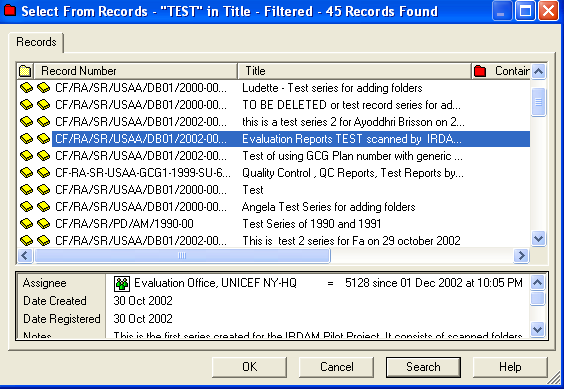 Select From Records - "TEST" in Title - Filtered - 45 Records Found
Records
Record Number Title Contain
CF/RA/SR/USAA/DB01/2000-00... Ludette - Test series for adding folders
CF/RA/SR/USAA/DB01/2000-00... TO BE DELETED or test record series for ad...
CF/RA/SR/USAA/DB01/2002-00... this is a test series 2 for Ayoddhri Brisson on 2...
CF/RA/SR/USAA/DB01/2002-00... Evaluation Reports TEST scanned by IRDA...
CF/RA/SR/USAA/DB01/2002-00... Test of using GCG Plan number with generic ...
CF-RA-SR-USAA-GCG1-1999-SU-6... Quality Control , QC Reports, Test Reports by...
CF/RA/SR/USAA/DB01/2000-00... Test
CF/RA/SR/USAA/DB01/2000-00... Angela Test Series for adding folders
CF/RA/SR/PD/AM/1990-00 Test Series of 1990 and 1991
CF/RA/SR/USAA/DB01/2002-00... This is test 2 series for Fa on 29 october 2002
Assignee Evaluation Office, UNICEF NY-HQ = 5128 since 01 Dec 2002 at 10:05 PM
Date Created 30 Oct 2002
Date Registered 30 Oct 2002
Notes This is the first series created for the IRDAM Pilot Project. It consists of scanned folders
OK Cancel Search Help